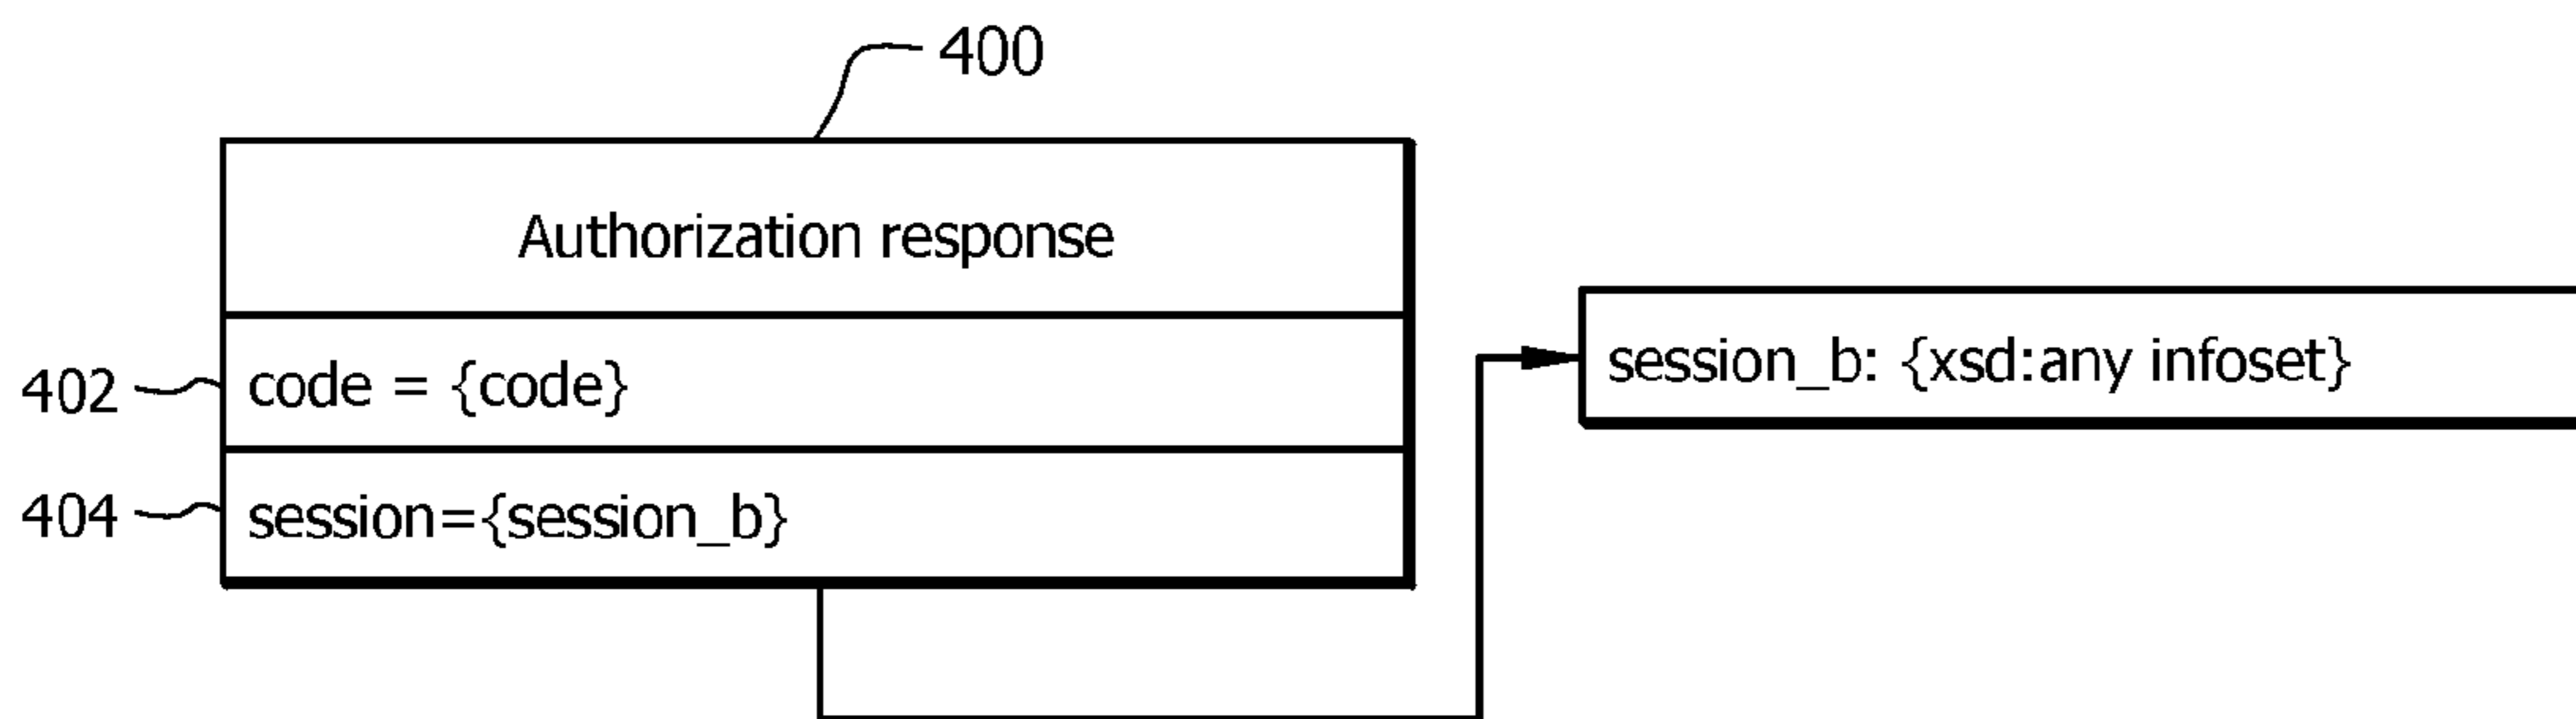 400
Authorization response
402
code = {code}
session_b: {xsd:any infoset}
404
session={session_b}